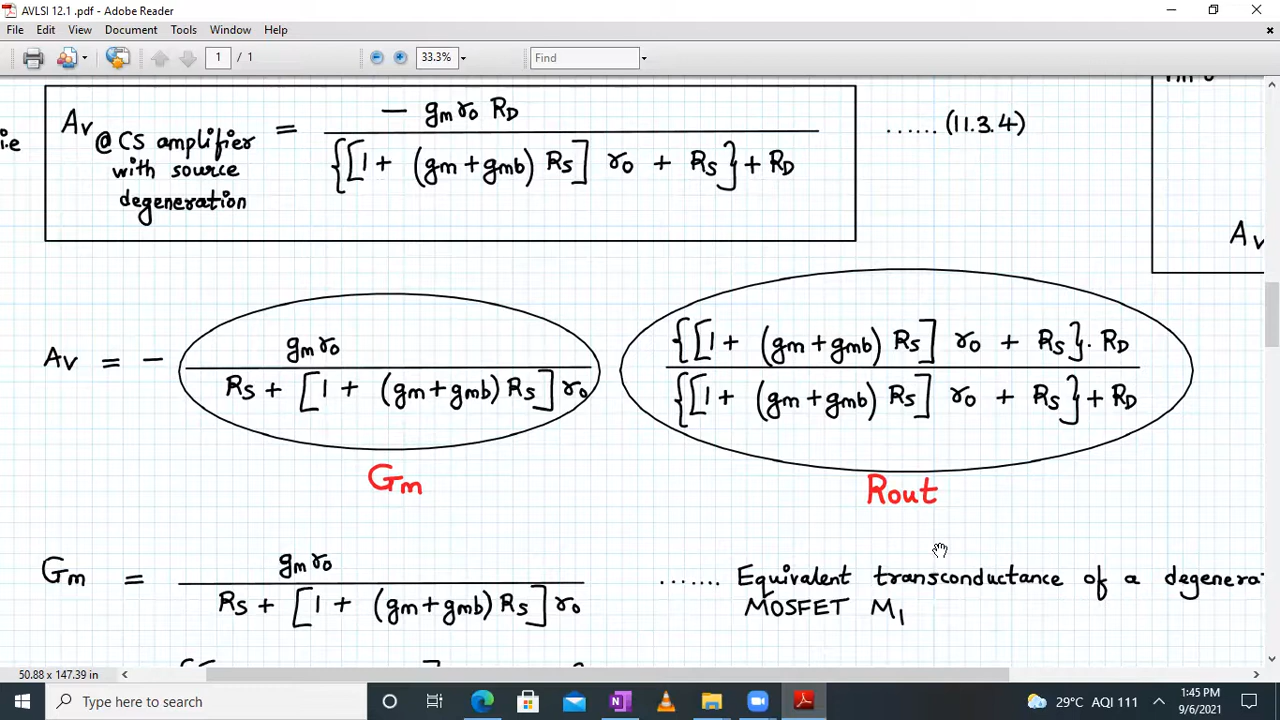 AVLSI 12.1 .pdf - Adobe Reader
File Edit View Document Tools Window Help
1 / 1 33.3% Find
i.e Av @ CS amplifier with source degeneration = - gm ro RD / {[1 + (gm+gmb) Rs] ro + Rs} + RD ...... (11.3.4)
Av
Av = - gm ro / Rs + [1 + (gm+gmb) Rs] ro {[1 + (gm+gmb) Rs] ro + Rs}. RD / {[1 + (gm+gmb) Rs] ro + Rs} + RD
Gm Rout
Gm = gm ro / Rs + [1 + (gm+gmb) Rs] ro ....... Equivalent transconductance of a degenera
MOSFET M1
50.88 x 147.39 in
Type here to search
29°C AQI 111
1:45 PM
9/6/2021